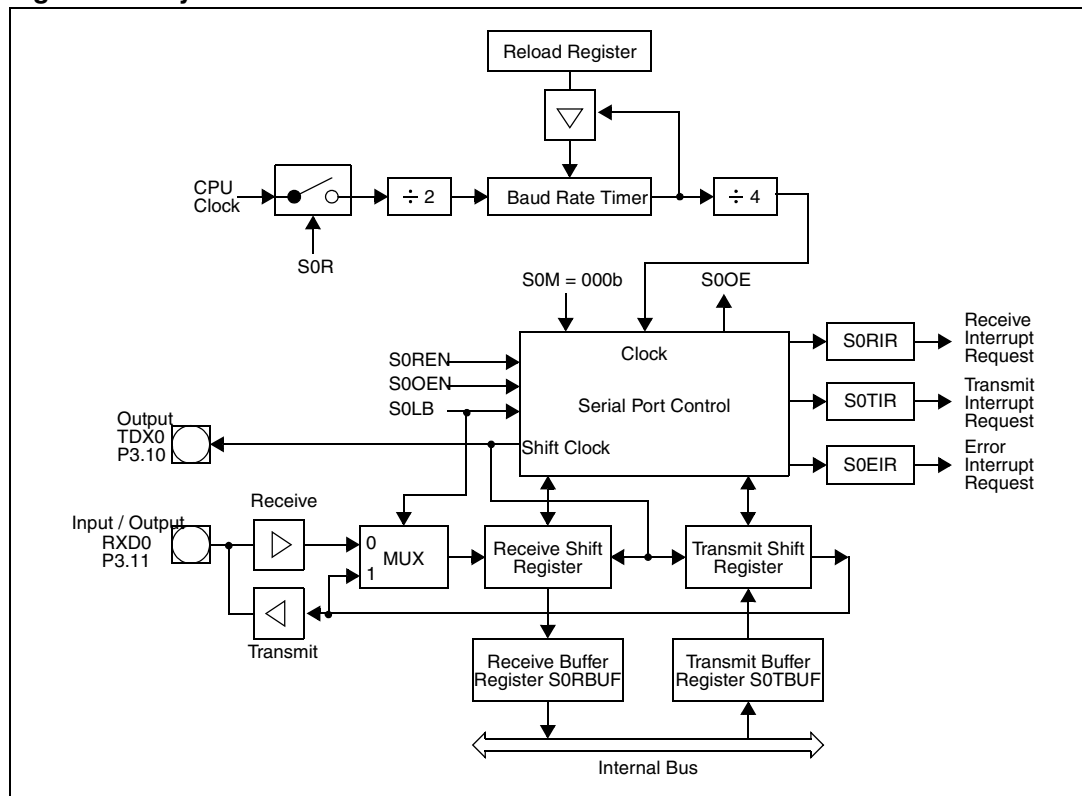 Reload Register
CPU
Clock
÷ 2
Baud Rate Timer
÷ 4
S0R
S0M = 000b
S0OE
Clock
Serial Port Control
Shift Clock
S0REN
S0OEN
S0LB
S0RIR
Receive
Interrupt
Request
S0TIR
Transmit
Interrupt
Request
S0EIR
Error
Interrupt
Request
Output
TDX0
P3.10
Receive
Input / Output
RXD0
P3.11
0
MUX
1
Receive Shift
Register
Transmit Shift
Register
Transmit
Receive Buffer
Register S0RBUF
Transmit Buffer
Register S0TBUF
Internal Bus